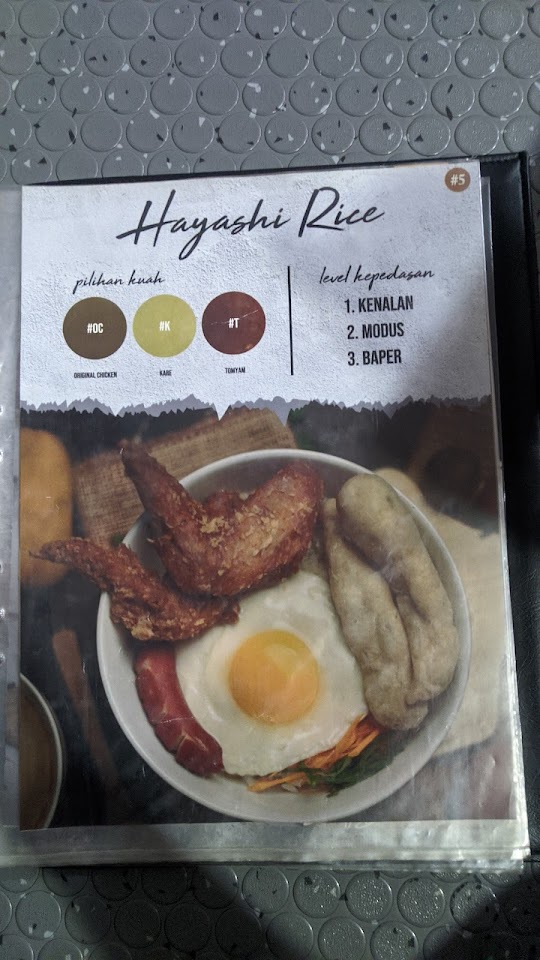 #5
Hayashi Rice
pilihan kuah
#OC
#K
#T
ORIGINAL CHICKEN
KARE
TOMYAM
level kepedasan
1. KENALAN
2. MODUS
3. BAPER